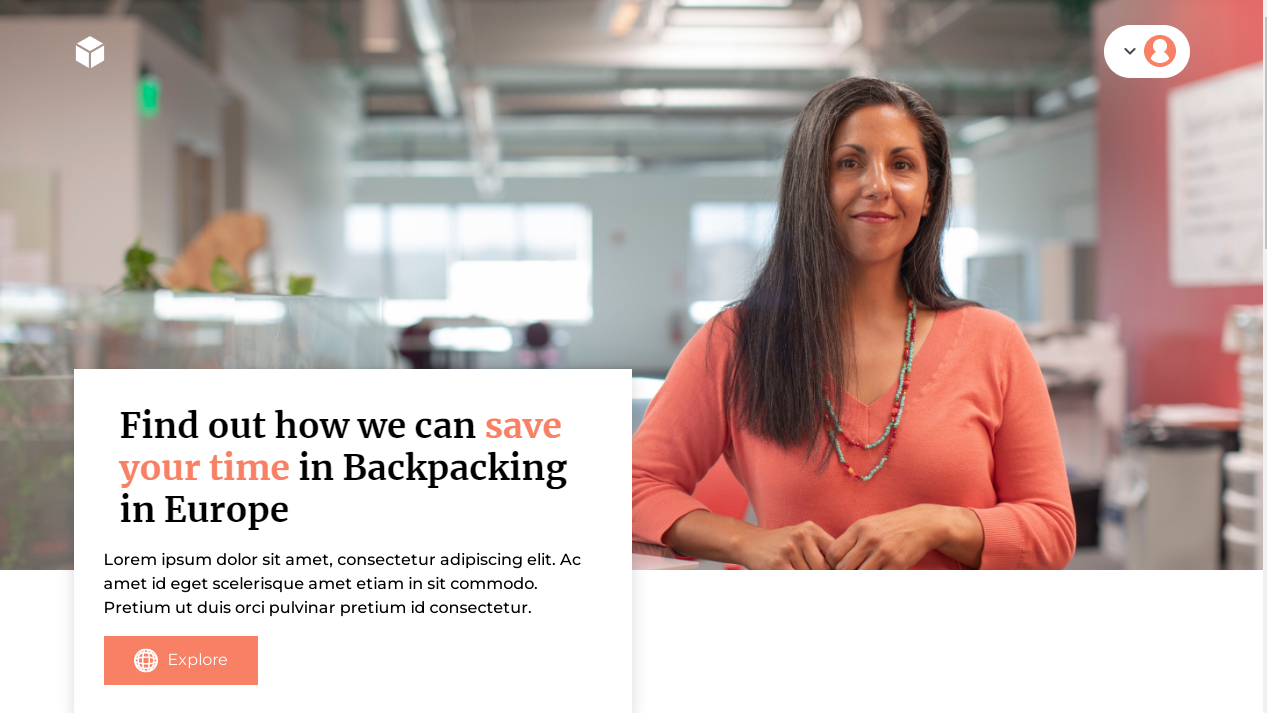 Find out how we can save
your time in Backpacking
in Europe
Lorem ipsum dolor sit amet, consectetur adipiscing elit. Ac
amet id eget scelerisque amet etiam in sit commodo.
Pretium ut duis orci pulvinar pretium id consectetur.
Explore